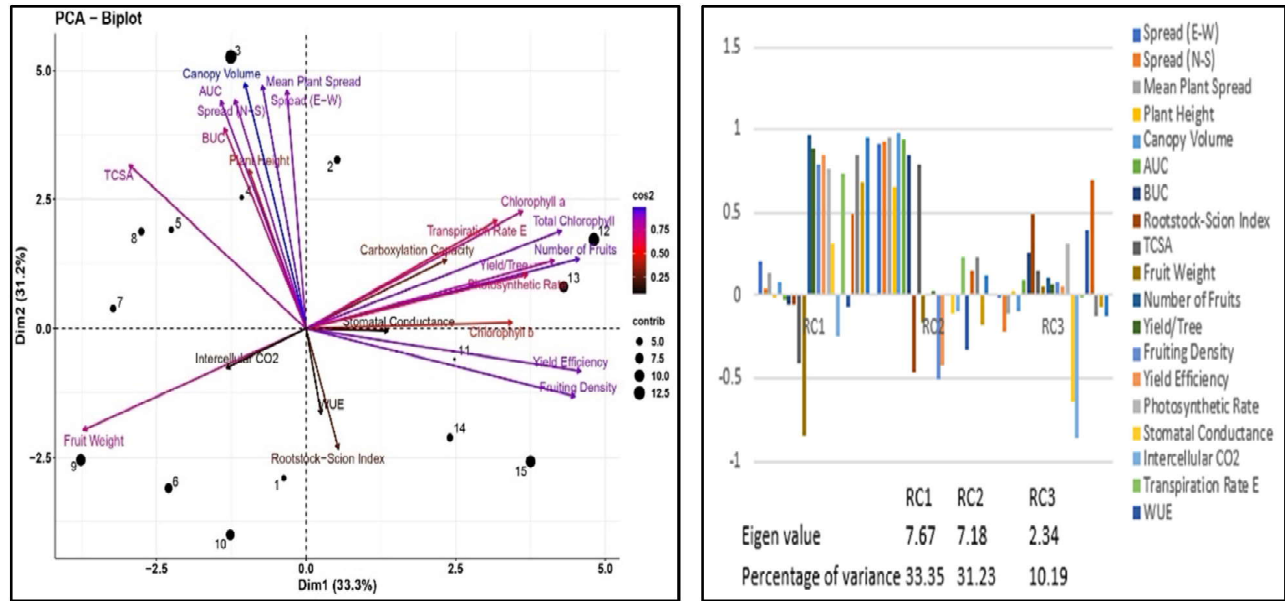 PCA – Biplot
3
5.0
Canopy Volume
Mean Plant Spread
AUC
Spread (E-W)
Spread (N-S)
BUC
Plant Height
2
TCSA
4
2.5
Chlorophyll a
8
5
Total Chlorophyll
Transpiration Rate E
12
Carboxylation Capacity
Number of Fruits
Yield/Tree
13
Photosynthetic Rate
7
Stomatal Conductance
0.0
Chlorophyll b
Intercellular CO2
11
Yield Efficiency
Fruiting Density
WUE
Fruit Weight
14
Rootstock-Scion Index
-2.5
9
15
6
1
10
-2.5
0.0
2.5
5.0
Dim1 (33.3%)
Dim2 (31.2%)
cos2
0.75
0.50
0.25
contrib
5.0
7.5
10.0
12.5
1.5
1
0.5
0
-0.5
-1
RC1
RC2
RC3
Spread (E-W)
Spread (N-S)
Mean Plant Spread
Plant Height
Canopy Volume
AUC
BUC
Rootstock-Scion Index
TCSA
Fruit Weight
Number of Fruits
Yield/Tree
Fruiting Density
Yield Efficiency
Photosynthetic Rate
Stomatal Conductance
Intercellular CO2
Transpiration Rate E
WUE
RC1 RC2 RC3
Eigen value 7.67 7.18 2.34
Percentage of variance 33.35 31.23 10.19